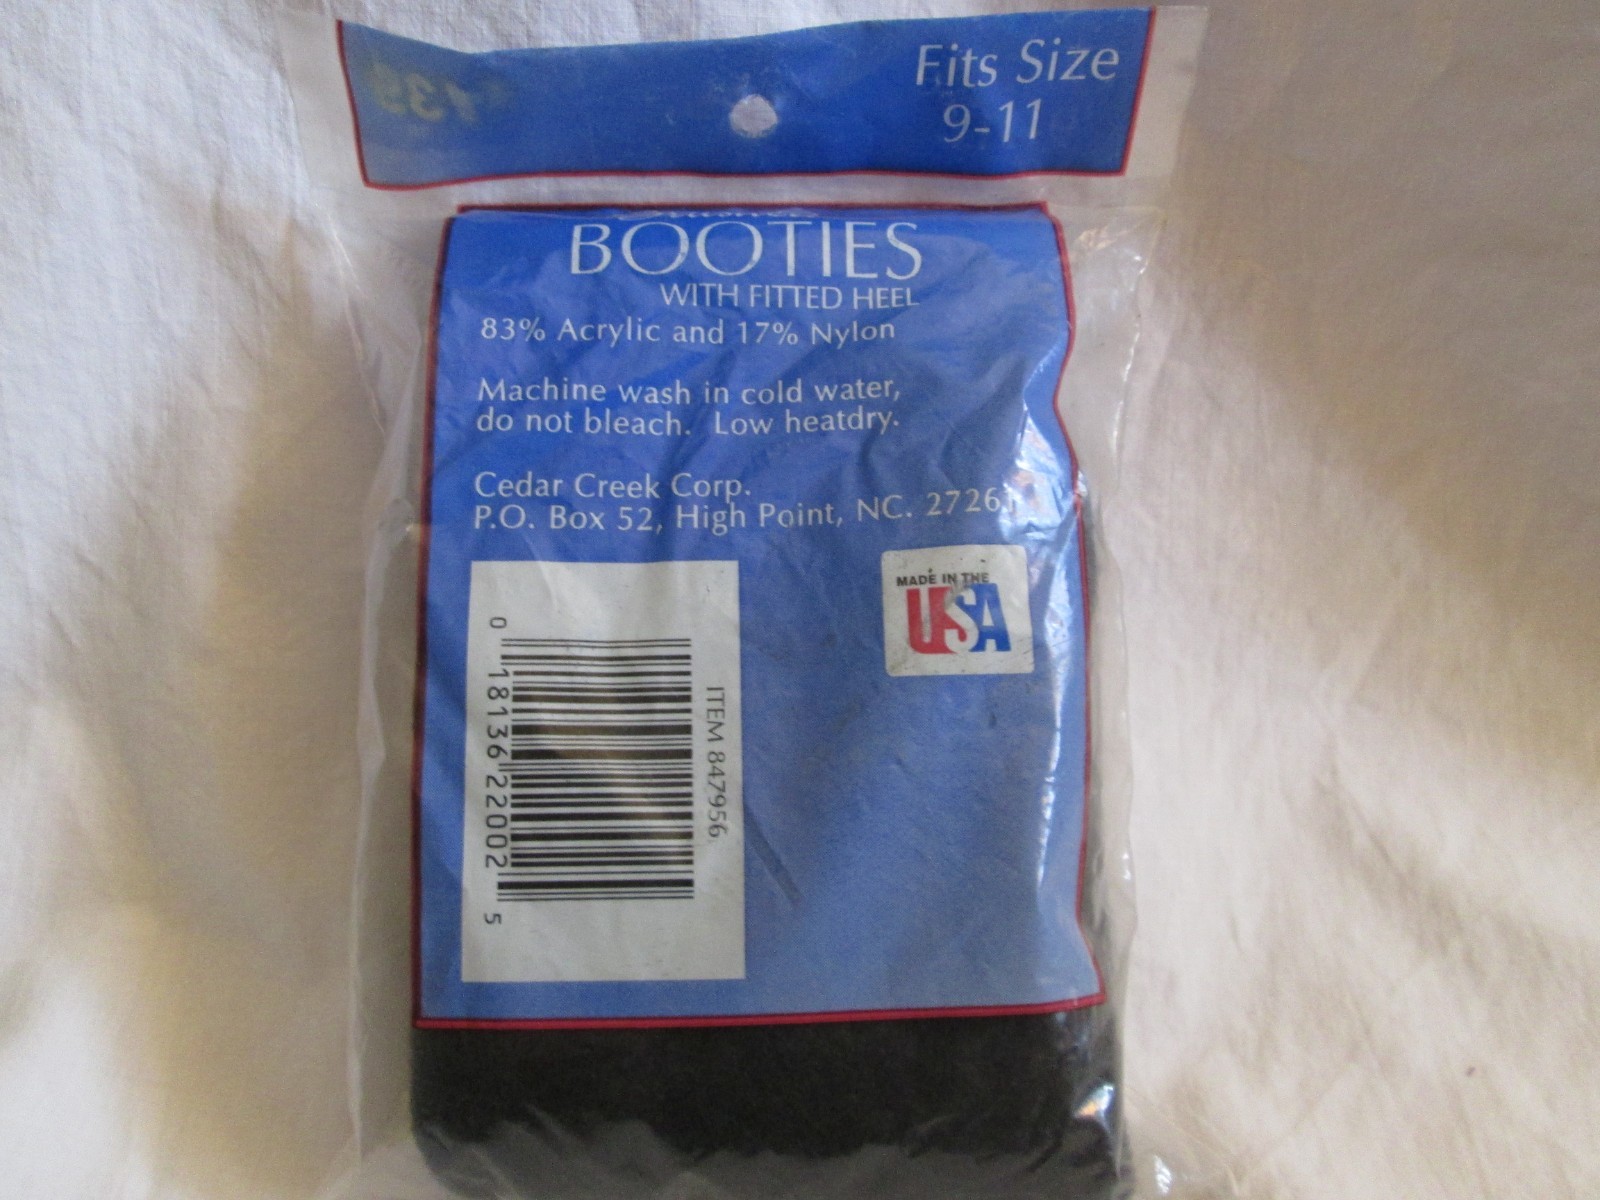 Fits Size
9-11
BOOTIES
WITH FITTED HEEL
83% Acrylic and 17% Nylon
Machine wash in cold water,
do not bleach. Low heatdry.
Cedar Creek Corp.
P.O. Box 52, High Point, NC.
MADE IN THE
USA
ITEM 847956
0 18136 22002 5